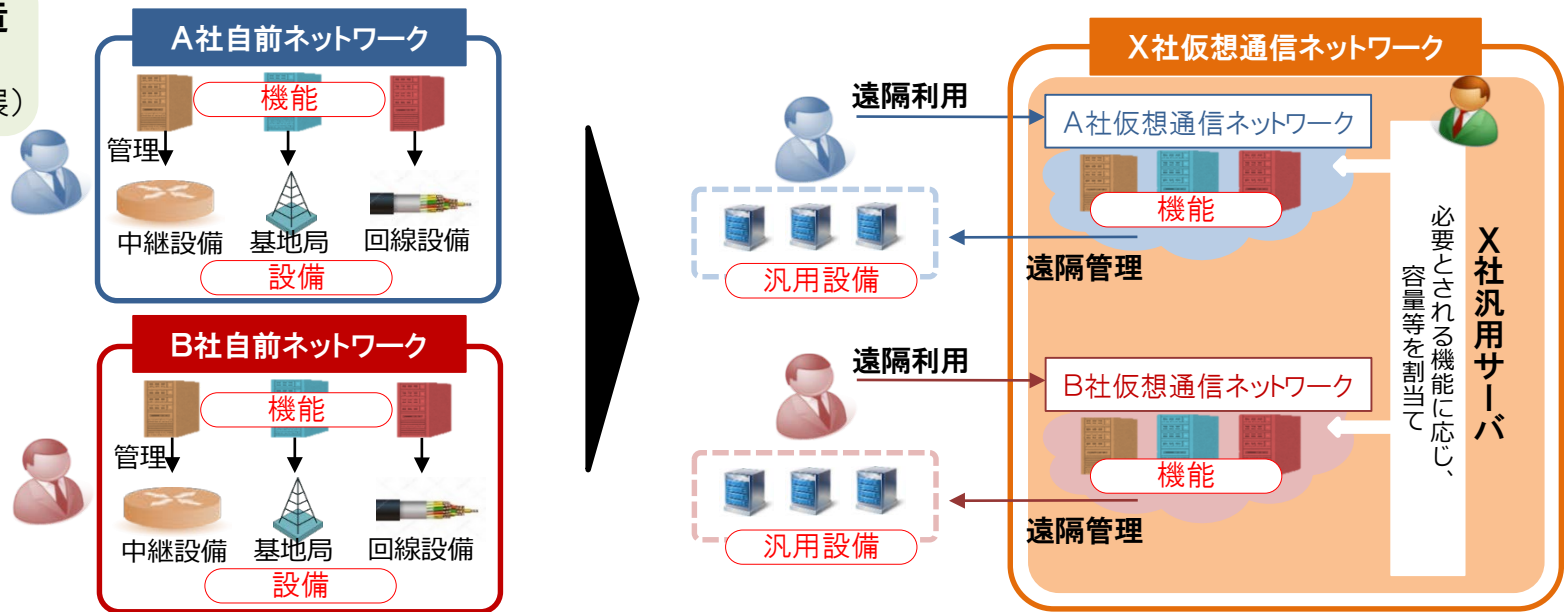 展）
A社自前ネットワーク
機能
管理
中継設備
基地局
回線設備
設備
B社自前ネットワーク
機能
管理
中継設備
基地局
回線設備
設備
遠隔利用
汎用設備
遠隔管理
遠隔利用
汎用設備
遠隔管理
X社仮想通信ネットワーク
A社仮想通信ネットワーク
機能
B社仮想通信ネットワーク
機能
X社汎用サーバ
必要とされる機能に応じ、
容量等を割当て